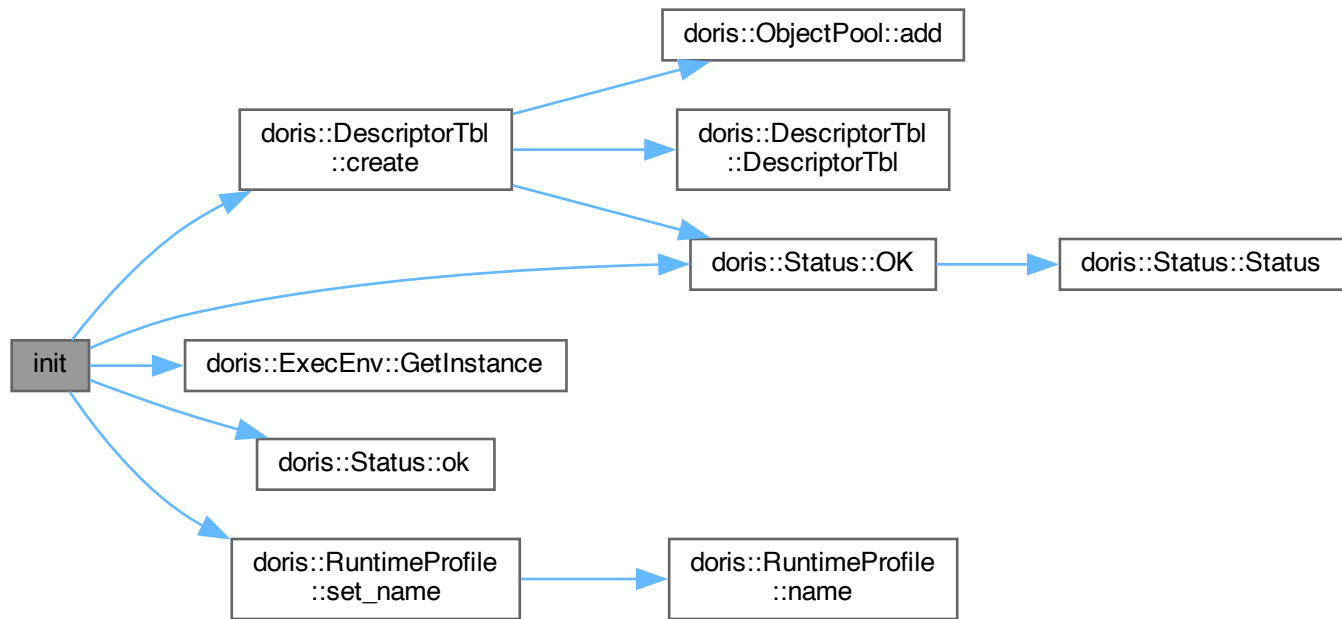 doris::ObjectPool::add
doris::DescriptorTbl
::create
doris::DescriptorTbl
::DescriptorTbl
doris::Status::OK
doris::Status::Status
init
doris::ExecEnv::GetInstance
doris::Status::ok
doris::RuntimeProfile
::set_name
doris::RuntimeProfile
::name